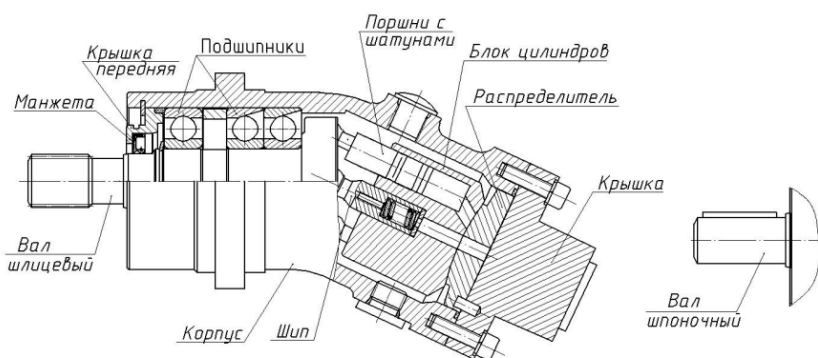 Поршни с
шатунами
Крышка
передняя
Подшипники
Блок цилиндров
Манжета
Распределитель
Крышка
Вал
шлицевый
Корпус
Шип
Вал
шпоночный